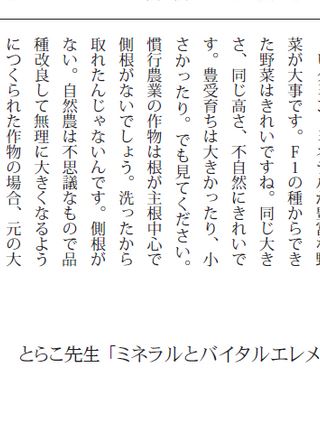 菜が大事です。F1の種からでき
た野菜はきれいですね。同じ大き
さ、同じ高さ、不自然にきれいで
す。豊受育ちは大きかったり、小
さかったり。でも見てください。
慣行農業の作物は根が主根中心で
側根がないでしょう。洗ったから
取れたんじゃないんです。側根が
ない。自然農は不思議なもので品
種改良して無理に大きくなるよう
につくられた作物の場合、元の大
とらこ先生「ミネラルとバイタルエレメ